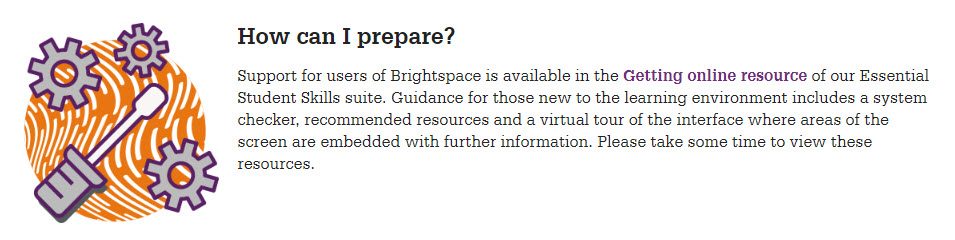 How can I prepare?
Support for users of Brightspace is available in the Getting online resource of our Essential
Student Skills suite. Guidance for those new to the learning environment includes a system
checker, recommended resources and a virtual tour of the interface where areas of the
screen are embedded with further information. Please take some time to view these
resources.